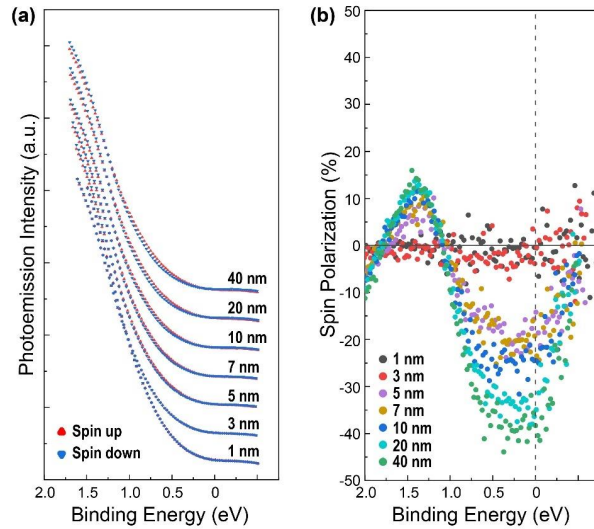 (a)
Photoemission Intensity (a.u.)
40 nm
20 nm
10 nm
7 nm
5 nm
3 nm
1 nm
Spin up
Spin down
2.0 1.5 1.0 0.5 0
Binding Energy (eV)
(b)
Spin Polarization (%)
50
40
30
20
10
0
-10
-20
-30
-40
-50
1 nm
3 nm
5 nm
7 nm
10 nm
20 nm
40 nm
2.0 1.5 1.0 0.5 0
Binding Energy (eV)